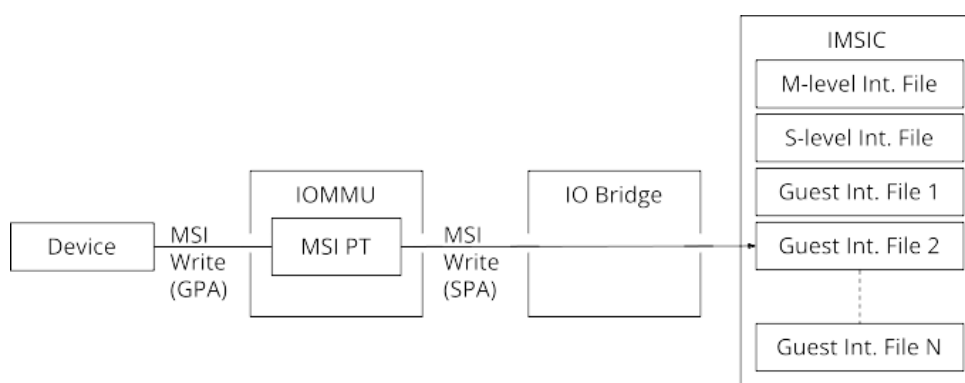 IMSIC
M-level Int. File
S-level Int. File
IOMMU
IO Bridge
Guest Int. File 1
Device
MSI
Write
(GPA)
MSI PT
MSI
Write
(SPA)
Guest Int. File 2
Guest Int. File N